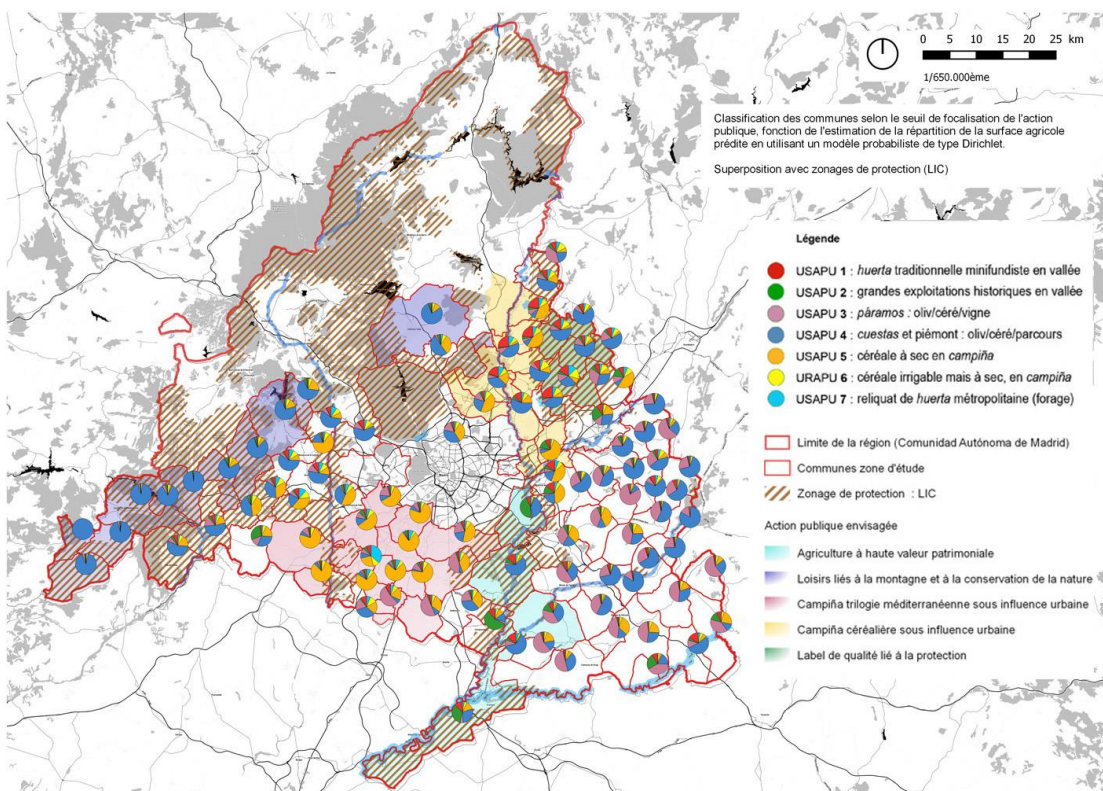 0 5 10 15 20 25 km
1/650.000ème
Classification des communes selon le seuil de focalisation de l'action
publique, fonction de l'estimation de la répartition de la surface agricole
prédite en utilisant un modèle probabiliste de type Dirichlet.
Superposition avec zonages de protection (LIC)
Légende
USAPU 1 : huerta traditionnelle minifundiste en vallée
USAPU 2 : grandes exploitations historiques en vallée
USAPU 3 : páramos : oliv/céré/vigne
USAPU 4 : cuestas et piémont : oliv/céré/parcours
USAPU 5 : céréale à sec en campiña
URAPU 6 : céréale irrigable mais à sec, en campiña
USAPU 7 : reliquat de huerta métropolitaine (forage)
Limite de la région (Comunidad Autónoma de Madrid)
Communes zone d'étude
Zonage de protection : LIC
Action publique envisagée
Agriculture à haute valeur patrimoniale
Loisirs liés à la montagne et à la conservation de la nature
Campiña trilogie méditerranéenne sous influence urbaine
Campiña céréalière sous influence urbaine
Label de qualité lié à la protection